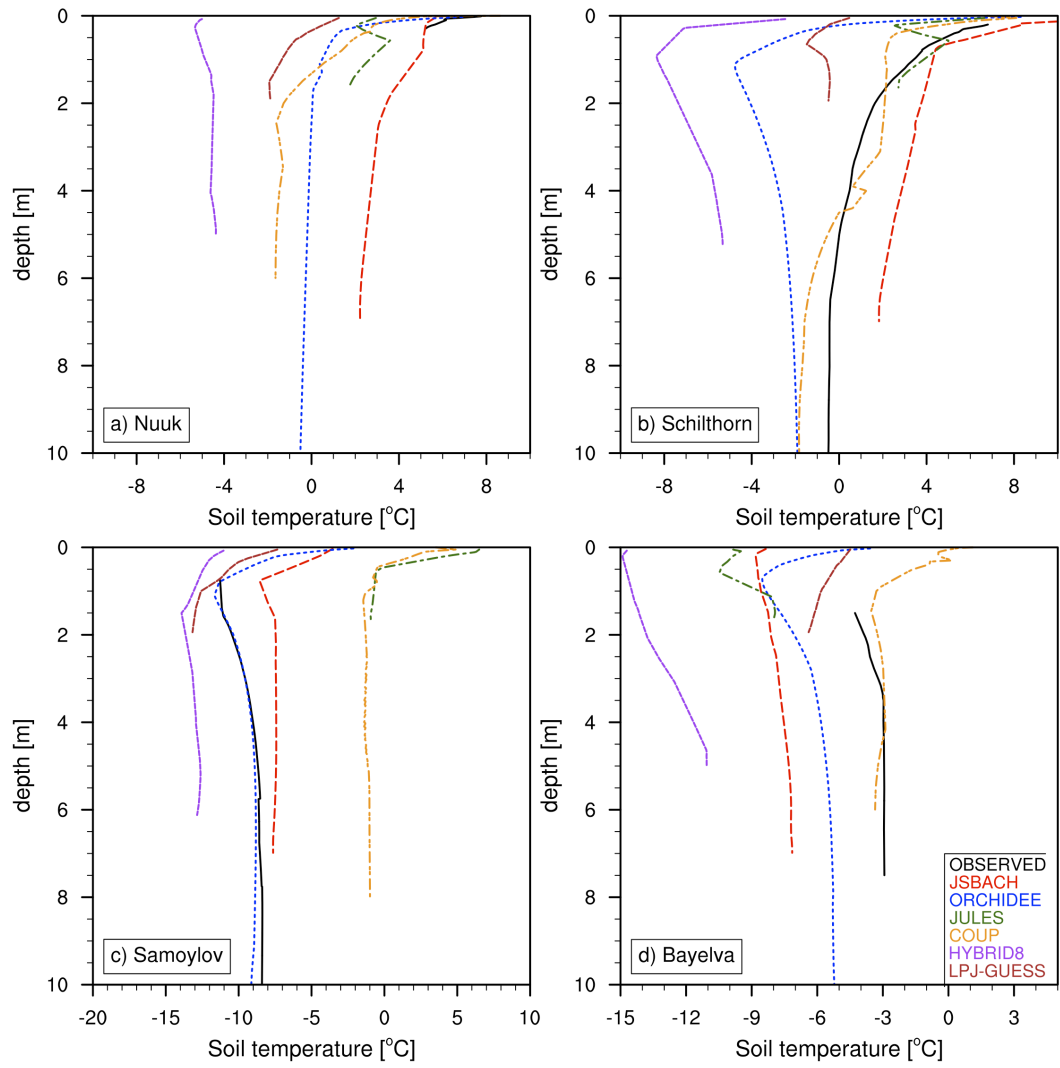 0
2
4
6
8
10
depth [m]
a) Nuuk
-8 -4 0 4 8
Soil temperature [°C]
0
2
4
6
8
10
depth [m]
b) Schilthorn
-8 -4 0 4 8
Soil temperature [°C]
0
2
4
6
8
10
depth [m]
c) Samoylov
-20 -15 -10 -5 0 5 10
Soil temperature [°C]
0
2
4
6
8
10
depth [m]
OBSERVED
JSBACH
ORCHIDEE
JULES
COUP
HYBRID8
LPJ-GUESS
d) Bayelva
-15 -12 -9 -6 -3 0 3
Soil temperature [°C]